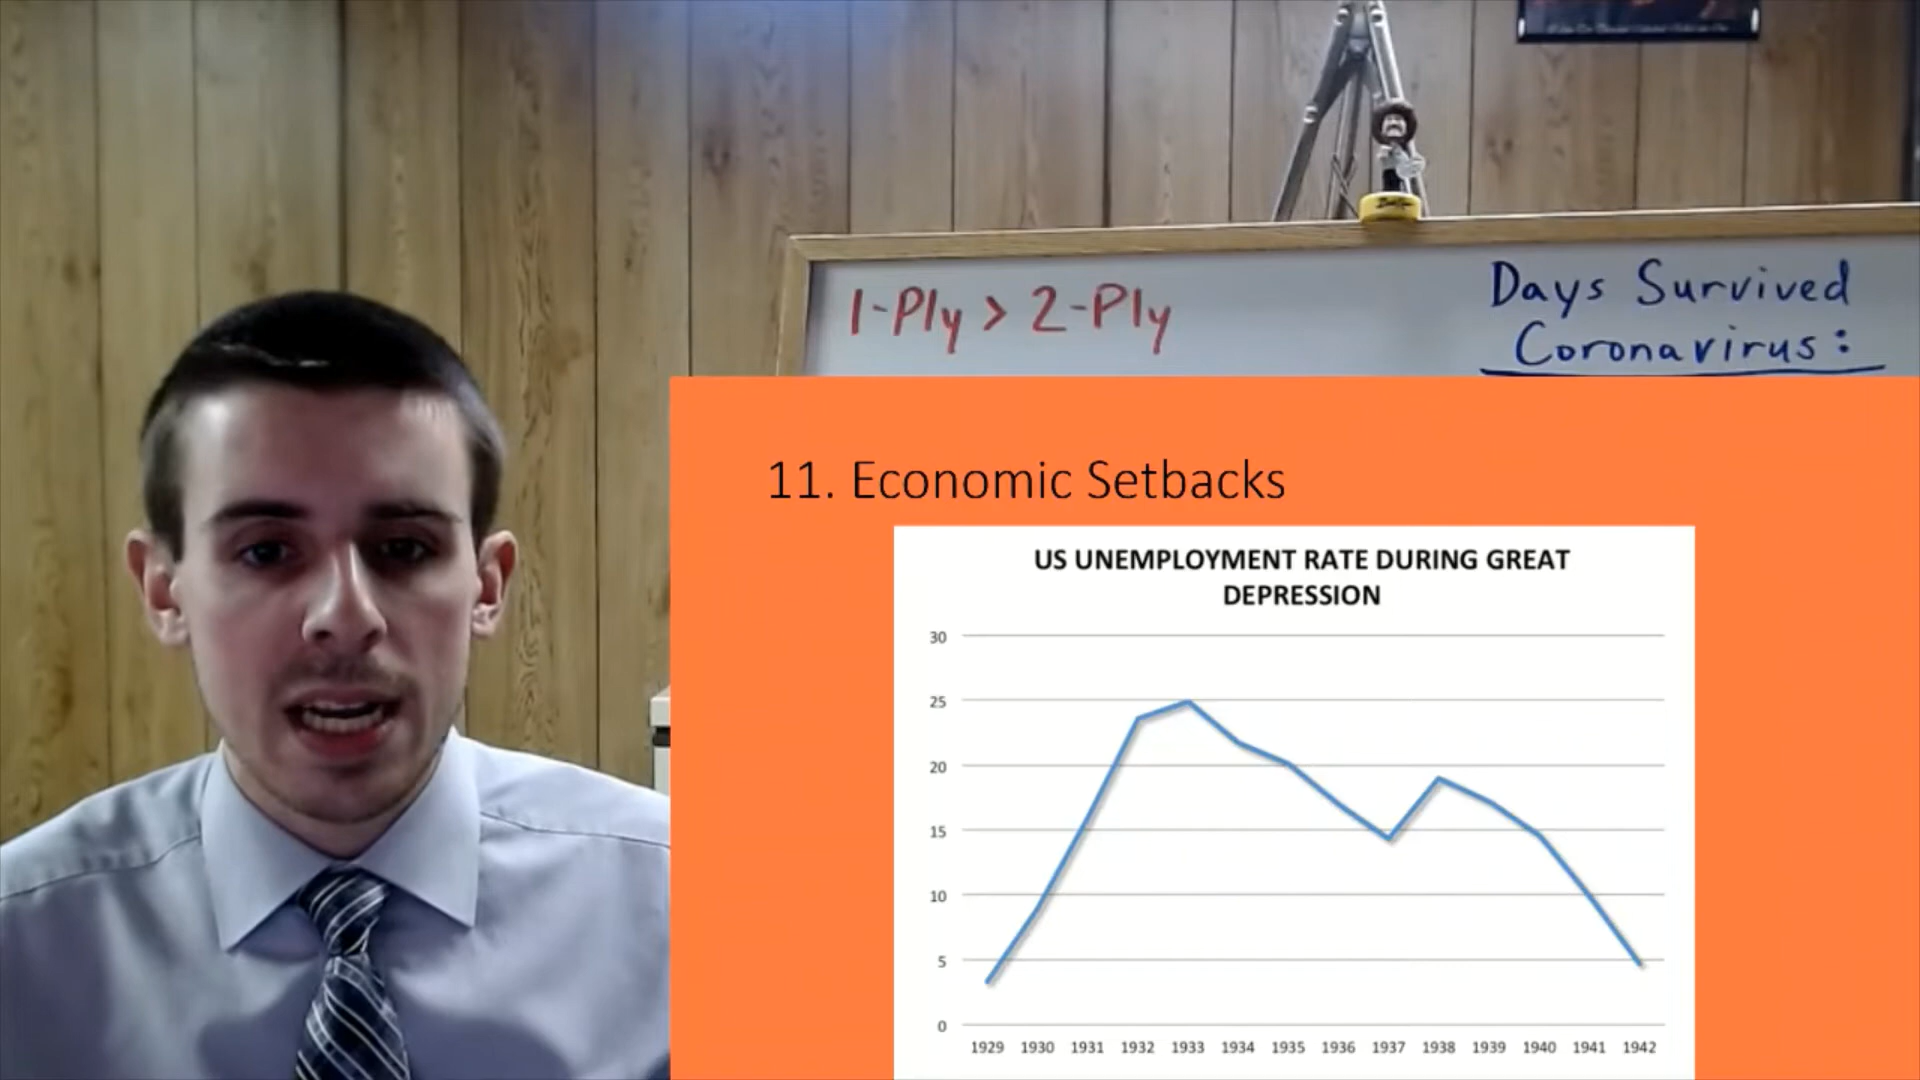 1-Ply > 2-Ply
Days Survived
Coronavirus:
11. Economic Setbacks
US UNEMPLOYMENT RATE DURING GREAT
DEPRESSION
30
25
20
15
10
5
0
1929 1930 1931 1932 1933 1934 1935 1936 1937 1938 1939 1940 1941 1942